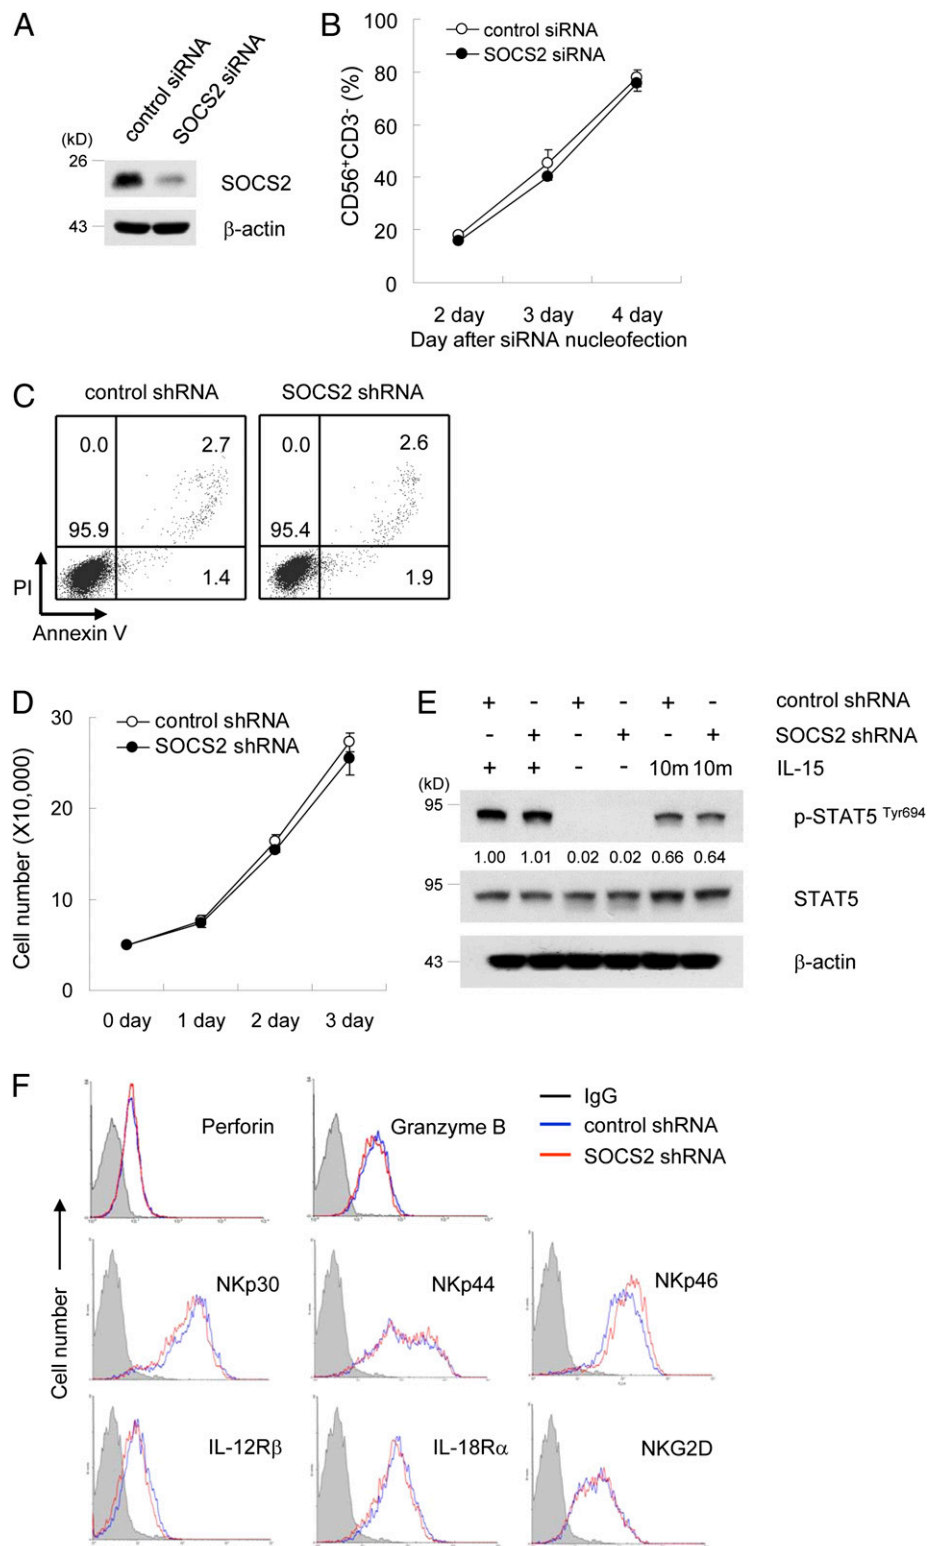 A
control siRNA
SOCS2 siRNA
(kD)
26
SOCS2
43
β-actin
B
control siRNA
SOCS2 siRNA
CD56+CD3- (%)
100
80
60
40
20
0
2 day 3 day 4 day
Day after siRNA nucleofection
C
control shRNA SOCS2 shRNA
0.0 2.7 0.0 2.6
95.9 95.4
1.4 1.9
PI
Annexin V
D
control shRNA
SOCS2 shRNA
Cell number (X10,000)
30
20
10
0
0 day 1 day 2 day 3 day
E
+ - + - + - control shRNA
- + - + - + SOCS2 shRNA
+ + - - 10m 10m IL-15
(kD)
95
p-STAT5 Tyr694
1.00 1.01 0.02 0.02 0.66 0.64
95
STAT5
43
β-actin
F
IgG
control shRNA
SOCS2 shRNA
Perforin Granzyme B
Cell number
NKp30 NKp44 NKp46
IL-12Rβ IL-18Rα NKG2D